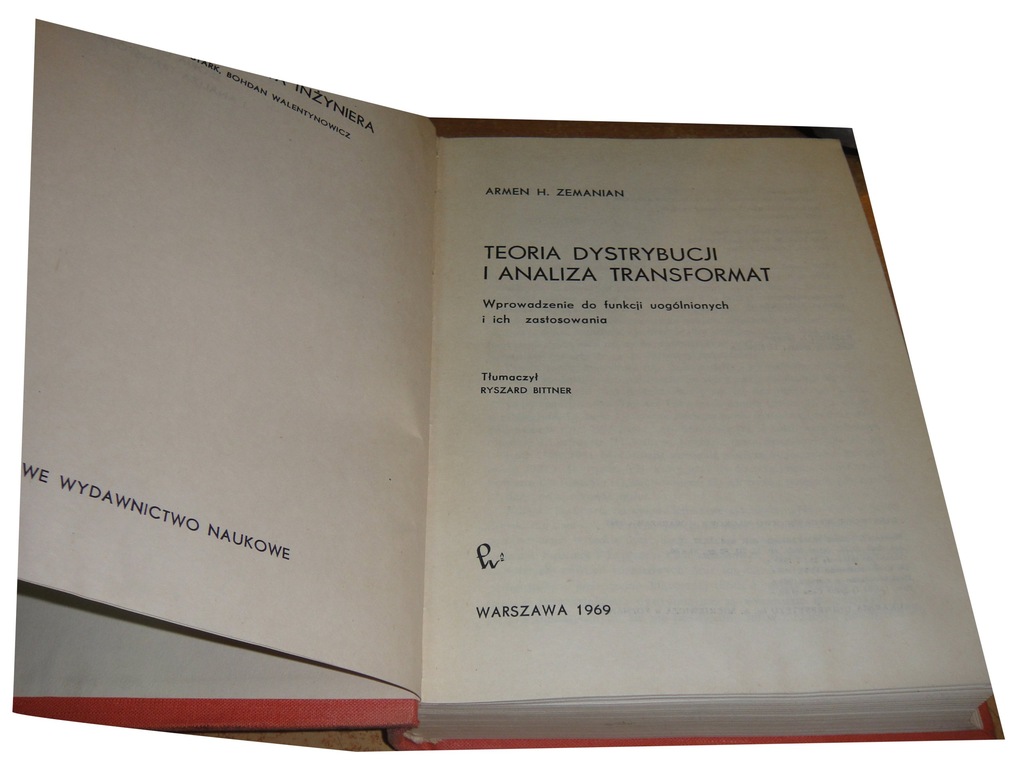 INŻYNIERA
BOHDAN WALENTYNOWICZ
WYDAWNICTWO NAUKOWE
ARMEN H. ZEMANIAN
TEORIA DYSTRYBUCJI
I ANALIZA TRANSFORMAT
Wprowadzenie do funkcji uogólnionych
i ich zastosowania
Tłumaczył
RYSZARD BITTNER
WARSZAWA 1969